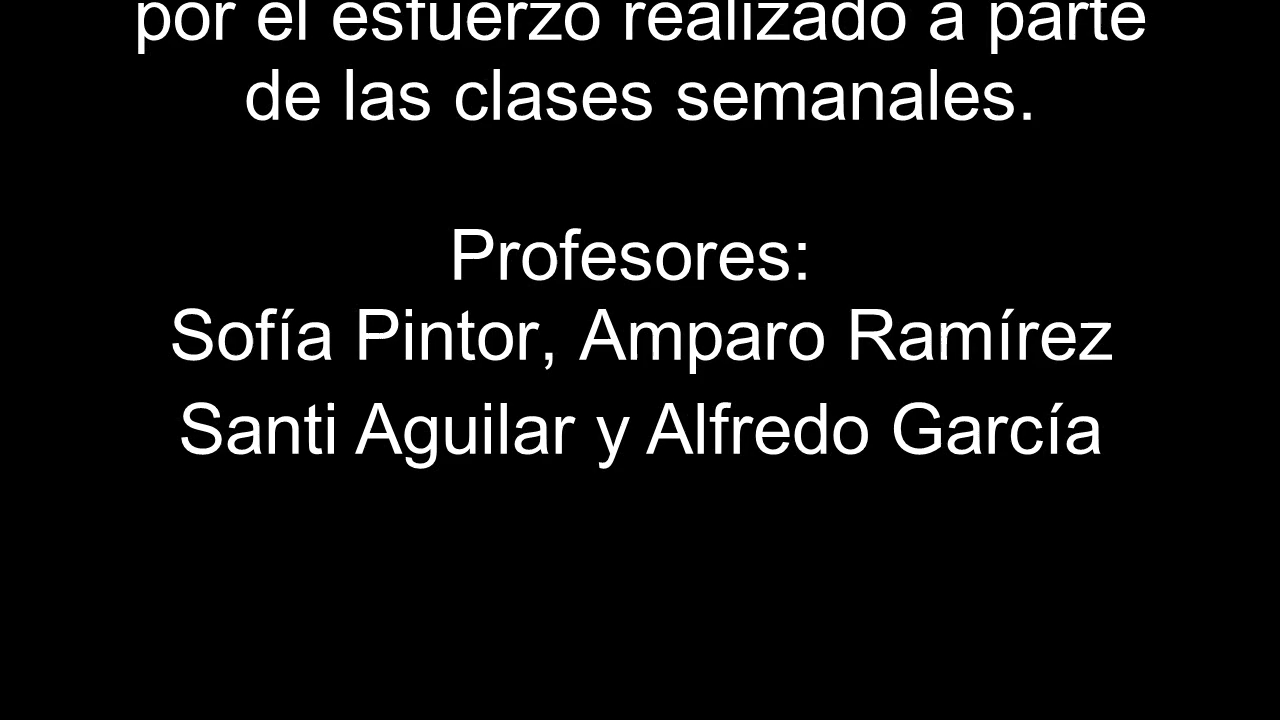 por el esfuerzo realizado a parte
de las clases semanales.
Profesores:
Sofía Pintor, Amparo Ramírez
Santi Aguilar y Alfredo García